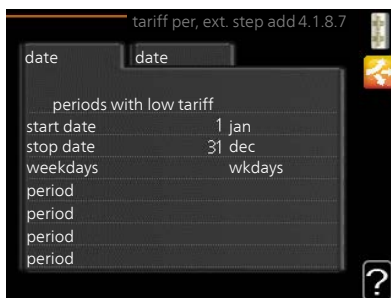 tariff per, ext. step add 4.1.8.7
date date
periods with low tariff
start date 1 jan
stop date 31 dec
weekdays wkdays
period
period
period
period
?